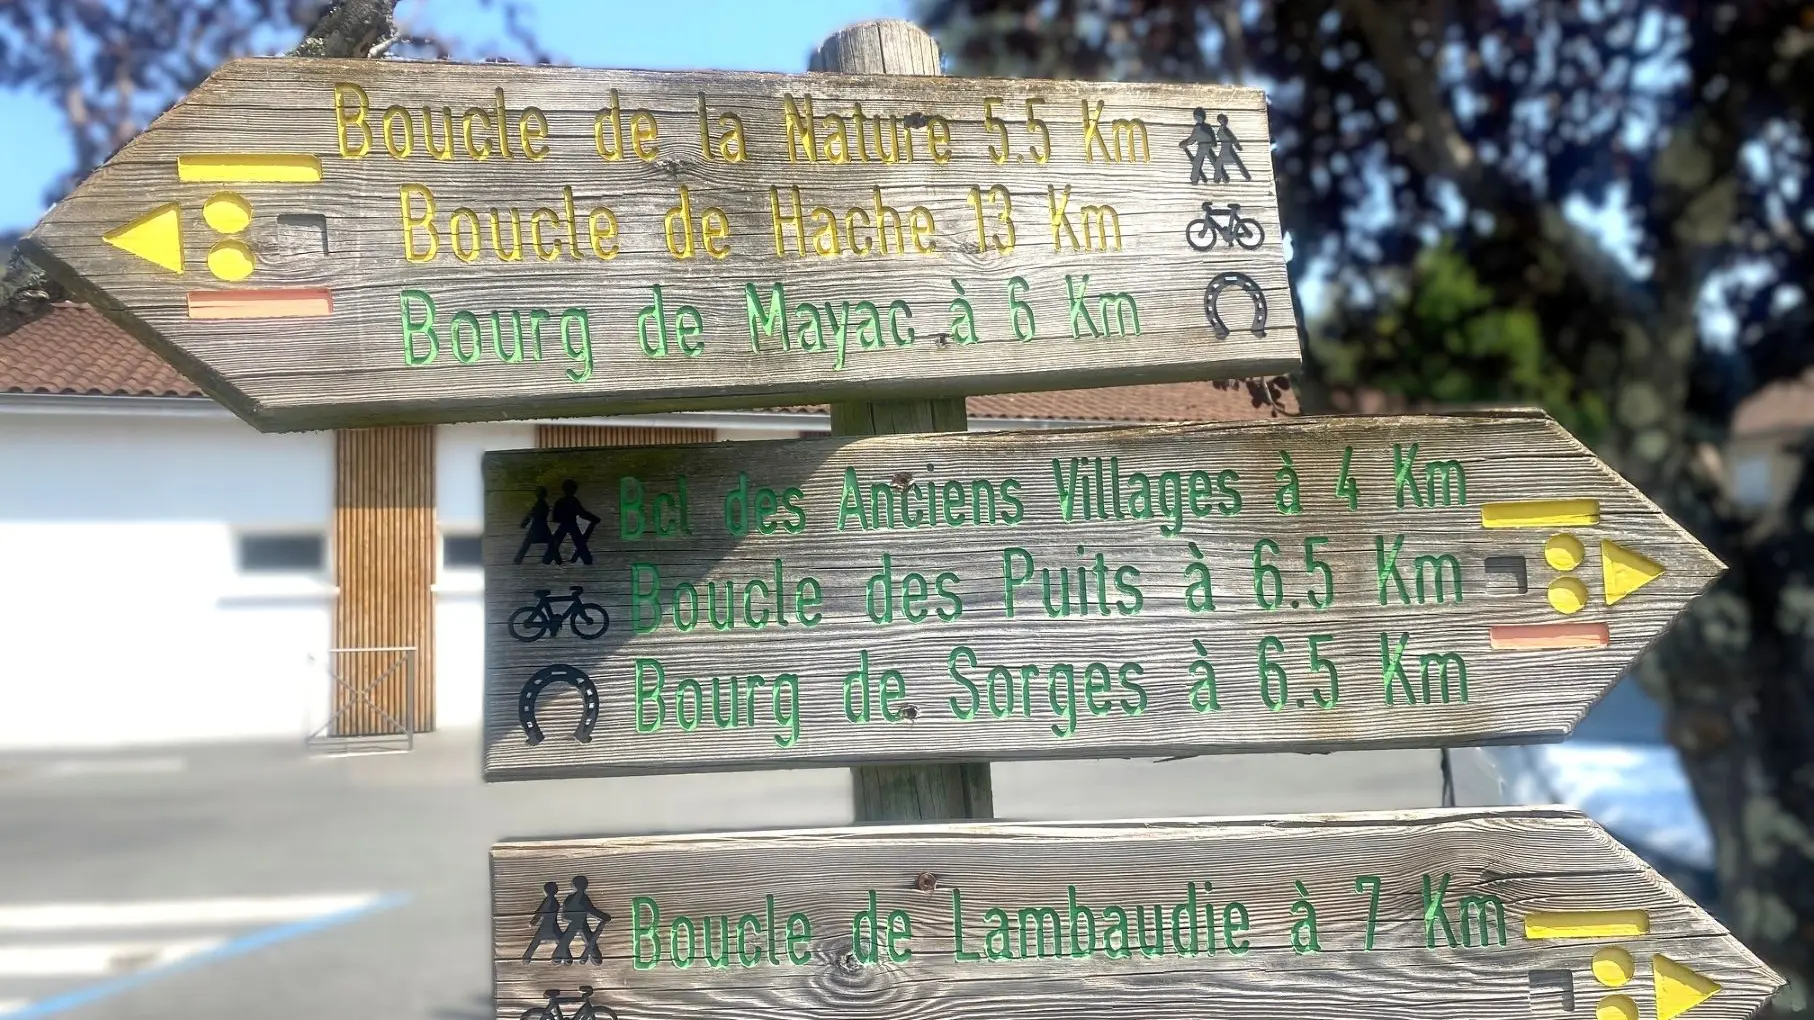 Boucle de la Nature 5.5 Km
Boucle de Hache 13 Km
Bourg de Mayac à 6 Km
Bcl des Anciens Villages à 4 Km
Boucle des Puits à 6.5 Km
Bourg de Sorges à 6.5 Km
Boucle de Lambaudie à 7 Km